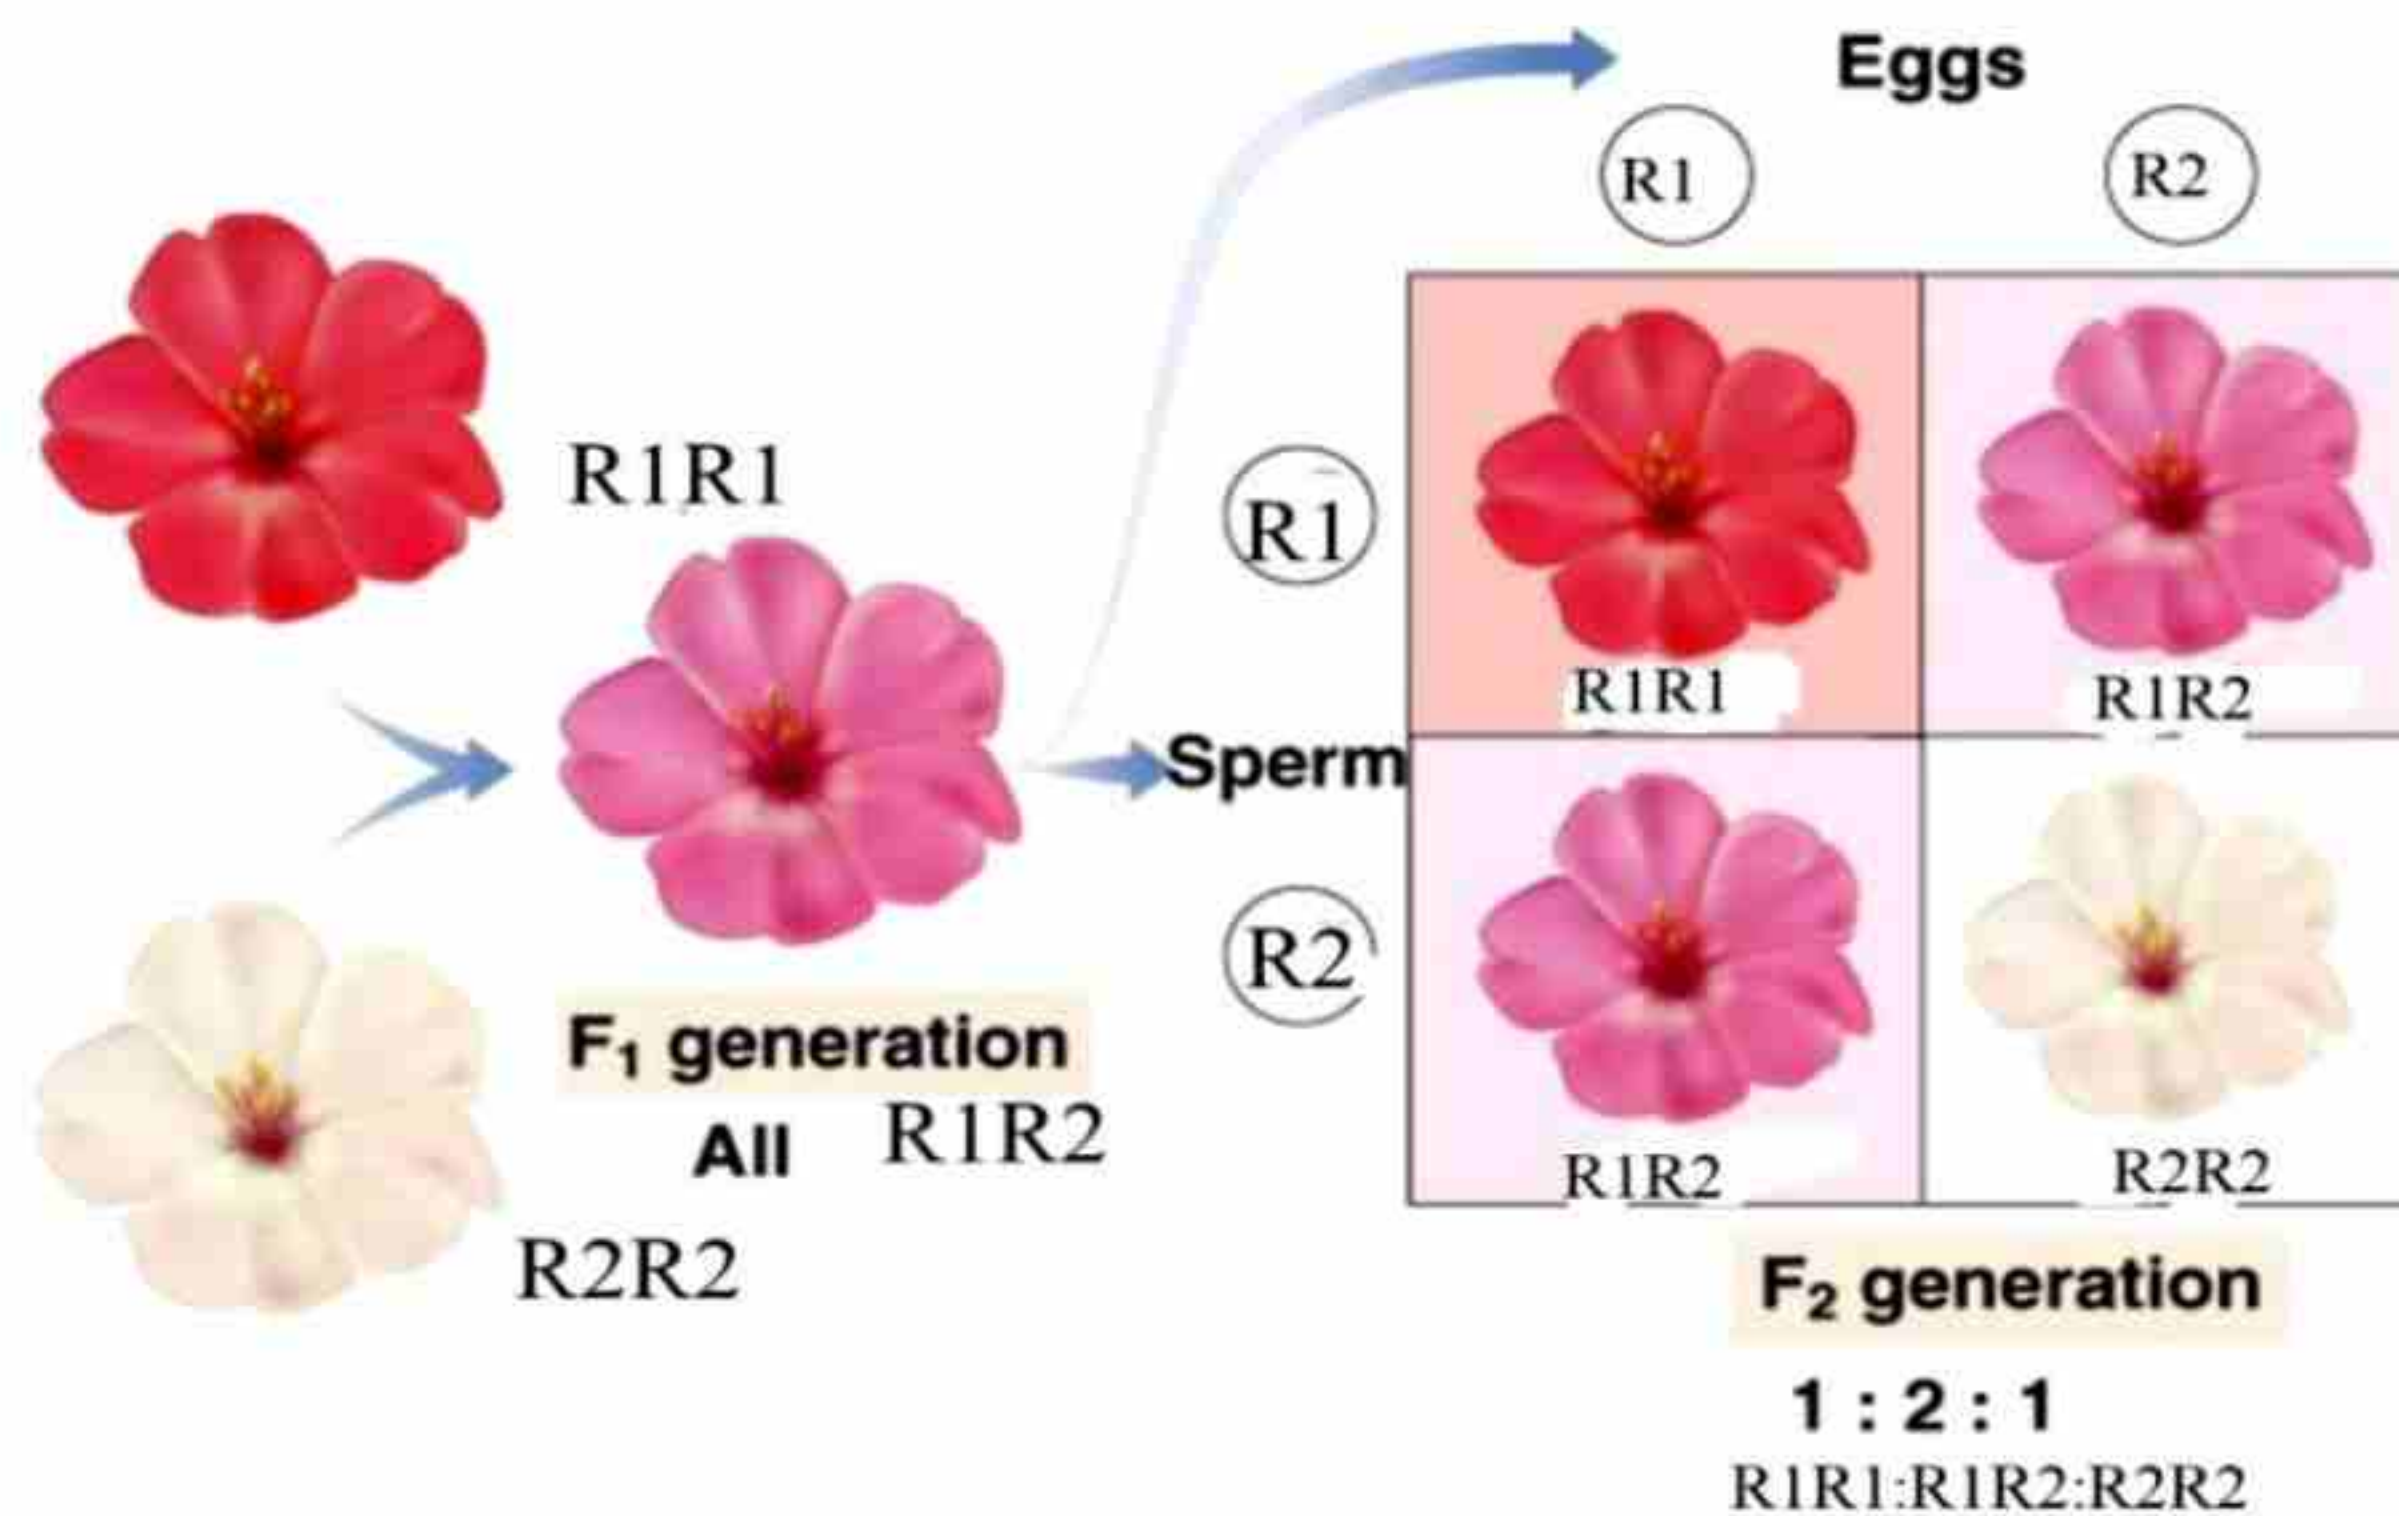 Eggs
R1 R2
R1R1
R1
R1R1 R1R2
Sperm
R2
F₁ generation
All R1R2
R1R2 R2R2
R2R2
F₂ generation
1 : 2 : 1
R1R1:R1R2:R2R2